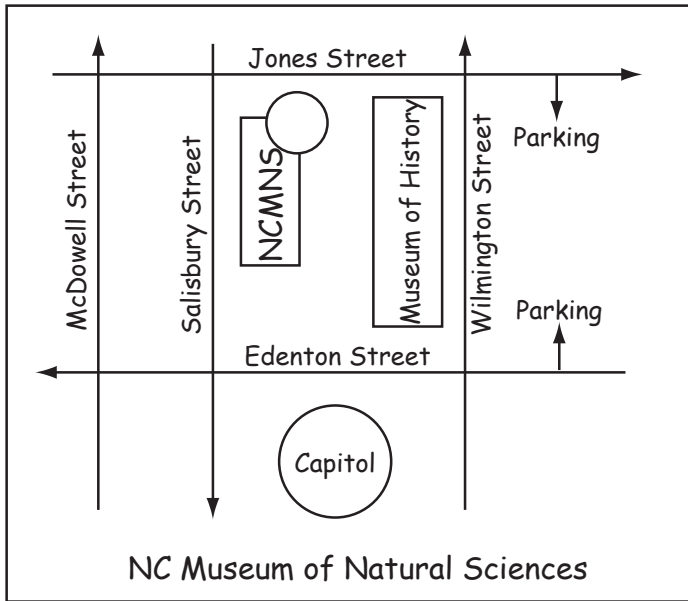 Jones Street
McDowell Street
Salisbury Street
NCMNS
Museum of History
Wilmington Street
Parking
Parking
Edenton Street
Capitol
NC Museum of Natural Sciences